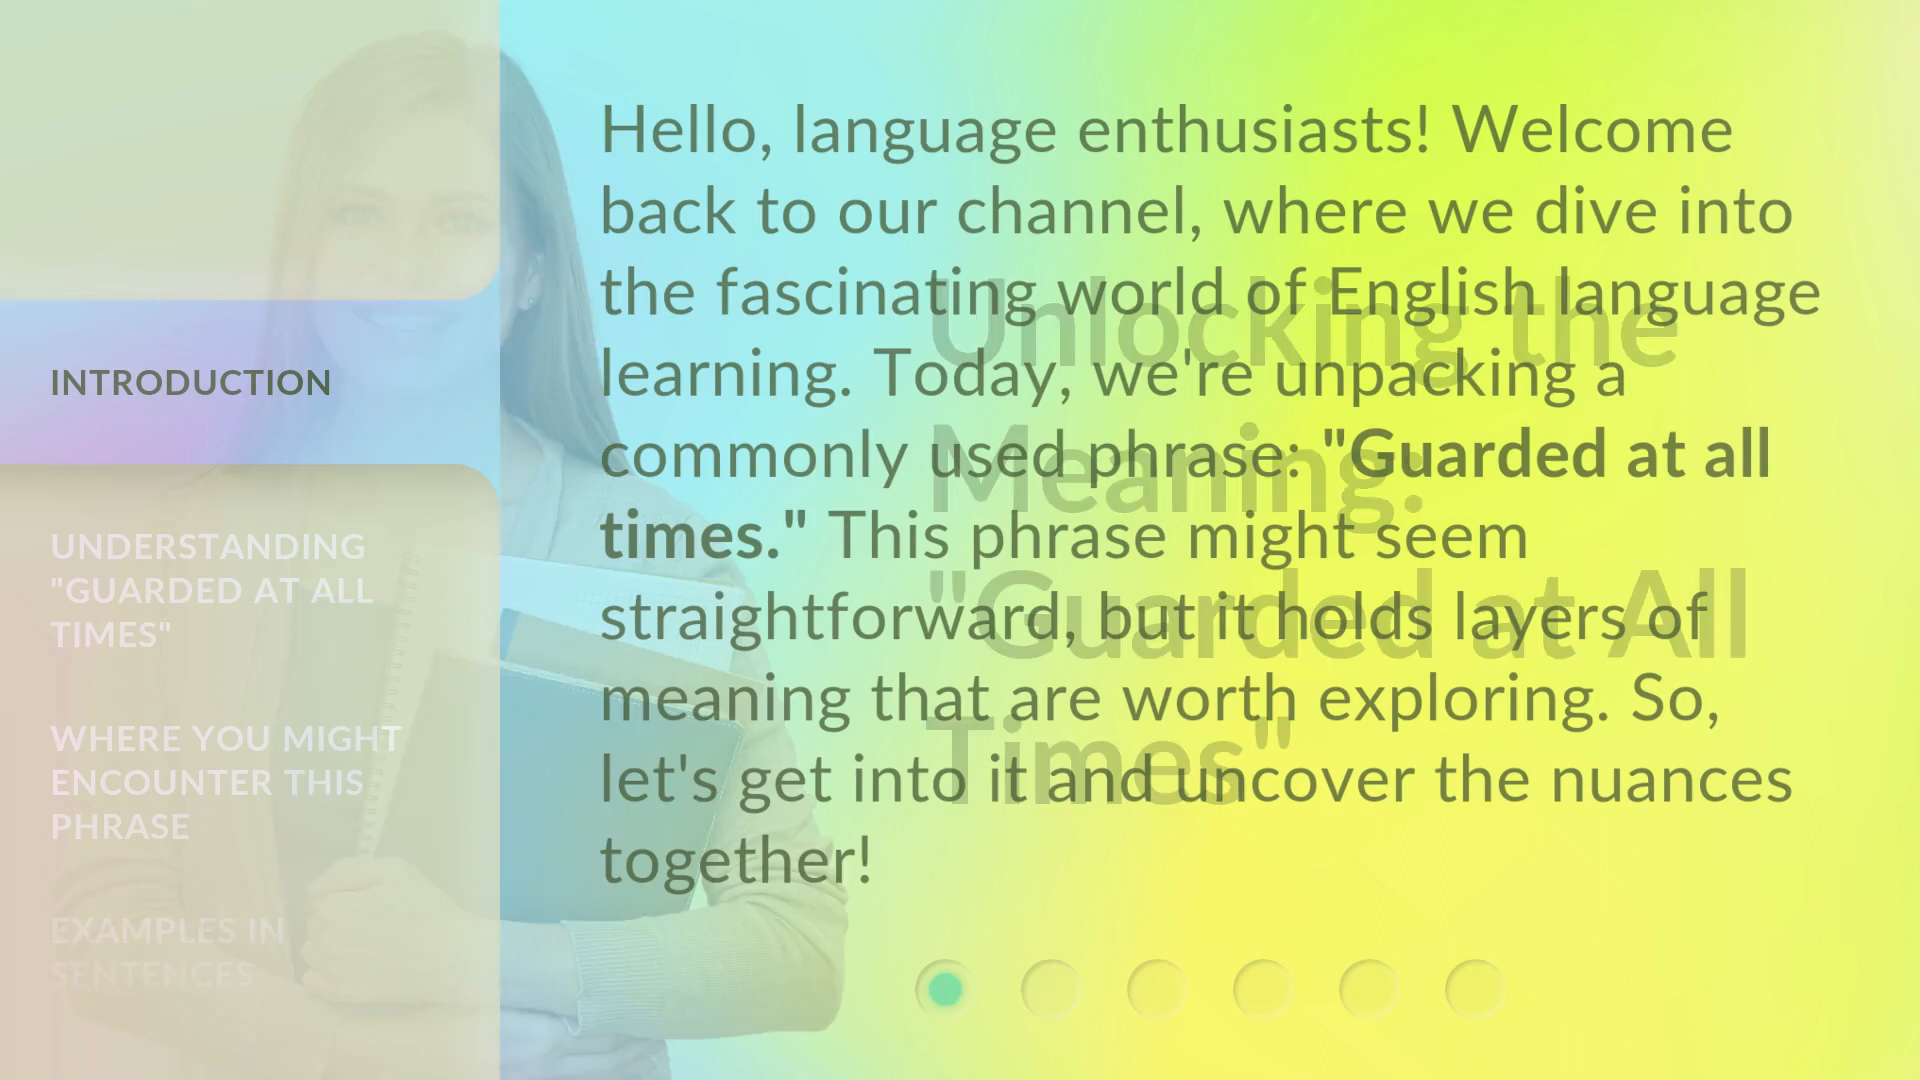 INTRODUCTION
UNDERSTANDING
"GUARDED AT ALL
TIMES"
WHERE YOU MIGHT
ENCOUNTER THIS
PHRASE
EXAMPLES IN
SENTENCES
Hello, language enthusiasts! Welcome
back to our channel, where we dive into
the fascinating world of English language
learning. Today, we're unpacking a
commonly used phrase: "Guarded at all
times." This phrase might seem
straightforward, but it holds layers of
meaning that are worth exploring. So,
let's get into it and uncover the nuances
together!
Unlocking the
Meaning:
"Guarded at All
Times"